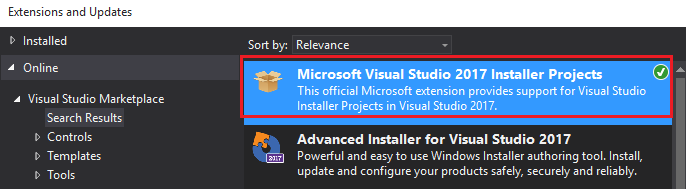 Extensions and Updates
Installed
Online
Visual Studio Marketplace
Search Results
Controls
Templates
Tools
Sort by: Relevance
Microsoft Visual Studio 2017 Installer Projects
This official Microsoft extension provides support for Visual Studio
Installer Projects in Visual Studio 2017.
Advanced Installer for Visual Studio 2017
Powerful and easy to use Windows Installer authoring tool. Install,
update and configure your products safely, securely and reliably.
2017